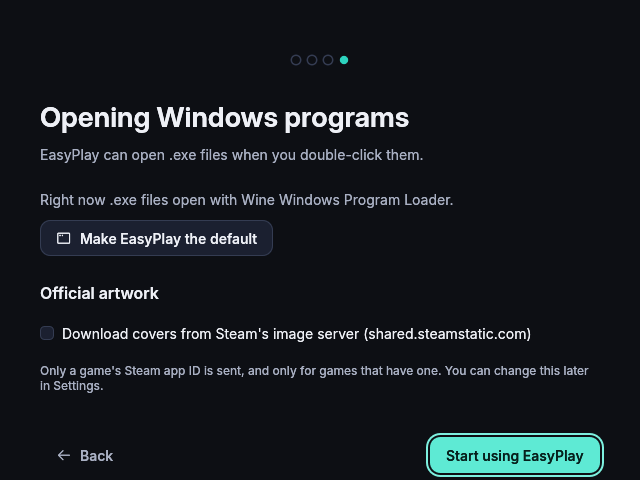 Opening Windows programs
EasyPlay can open .exe files when you double-click them.
Right now .exe files open with Wine Windows Program Loader.
Make EasyPlay the default
Official artwork
Download covers from Steam's image server (shared.steamstatic.com)
Only a game's Steam app ID is sent, and only for games that have one. You can change this later
in Settings.
Back
Start using EasyPlay